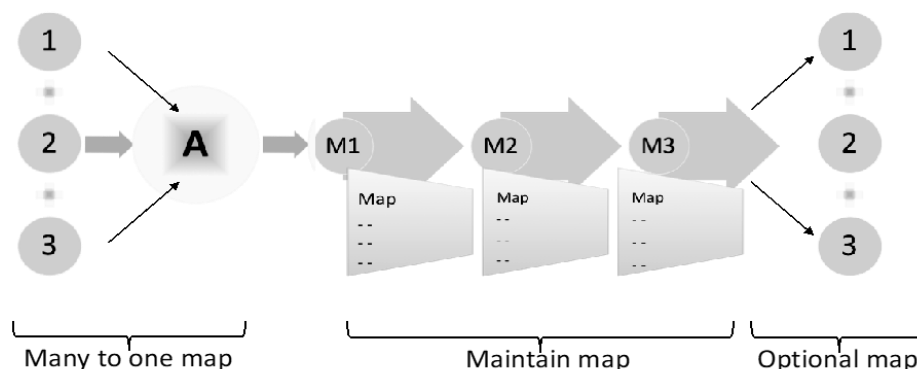 1
2
3
A
M1
M2
M3
Map
--
--
--
Map
--
--
--
Map
--
--
--
1
2
3
Many to one map
Maintain map
Optional map